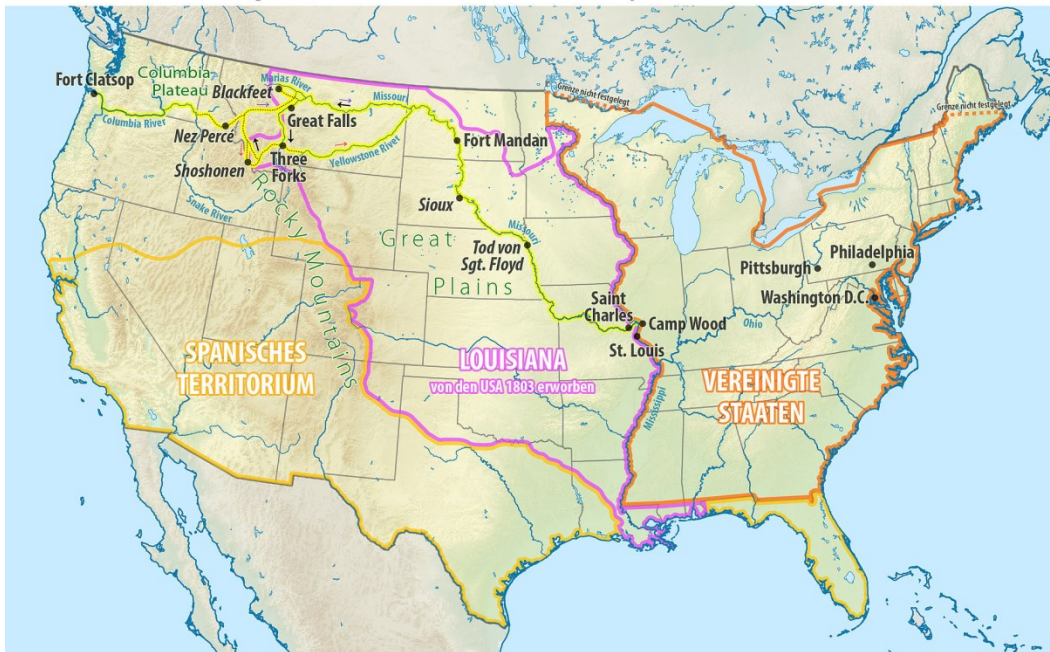 Fort Clatsop
Columbia
Plateau
Marias River
Blackfeet
Missouri
Grenze nicht festgelegt
Grenze nicht festgelegt
Columbia River
Great Falls
Nez Percé
Fort Mandan
Three
Forks
Yellowstone River
Shoshonen
Rocky Mountains
Snake River
Sioux
Missouri
Great
Plains
Tod von
Sgt. Floyd
Philadelphia
Pittsburgh
Washington D.C.
Saint
Charles
Camp Wood
Ohio
St. Louis
SPANISCHES
TERRITORIUM
LOUISIANA
von den USA 1803 erworben
VEREINIGTE
STAATEN
Mississippi